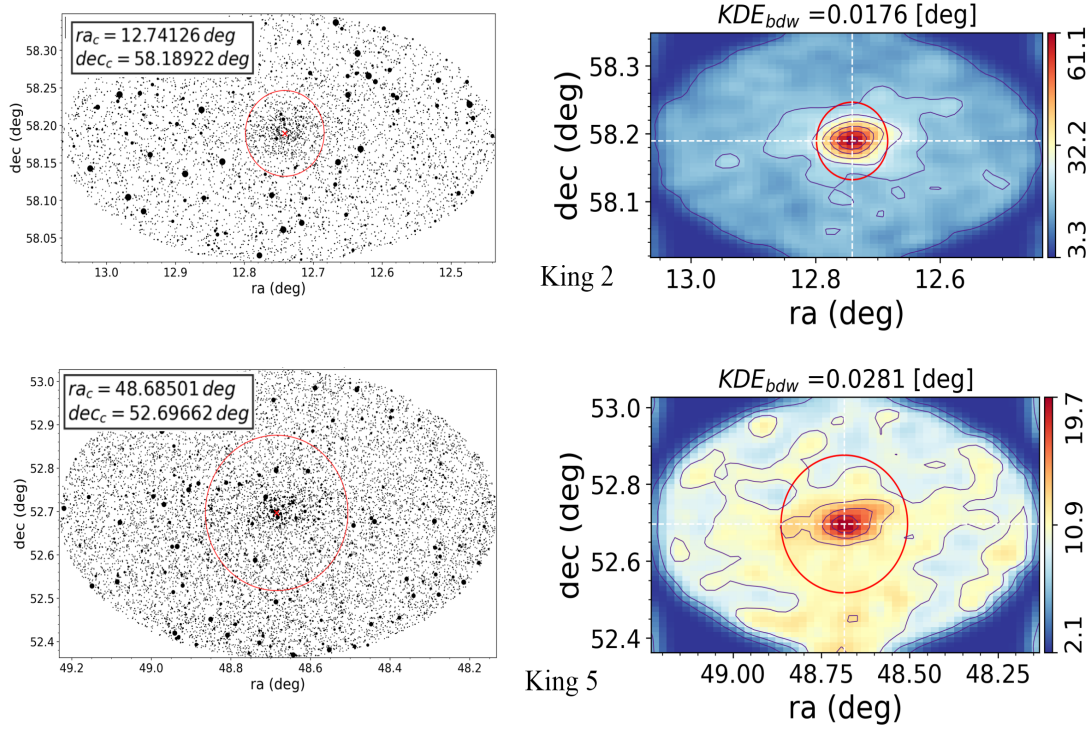 ra_c = 12.74126 deg
dec_c = 58.18922 deg
58.30
58.25
58.20
58.15
58.10
58.05
dec (deg)
13.0 12.9 12.8 12.7 12.6 12.5
ra (deg)
KDE_bdw =0.0176 [deg]
58.3
58.2
58.1
dec (deg)
13.0 12.8 12.6
ra (deg)
61.1
32.2
3.3
King 2
ra_c = 48.68501 deg
dec_c = 52.69662 deg
53.0
52.9
52.8
52.7
52.6
52.5
52.4
dec (deg)
49.2 49.0 48.8 48.6 48.4 48.2
ra (deg)
KDE_bdw =0.0281 [deg]
53.0
52.8
52.6
52.4
dec (deg)
49.00 48.75 48.50 48.25
ra (deg)
19.7
10.9
2.1
King 5